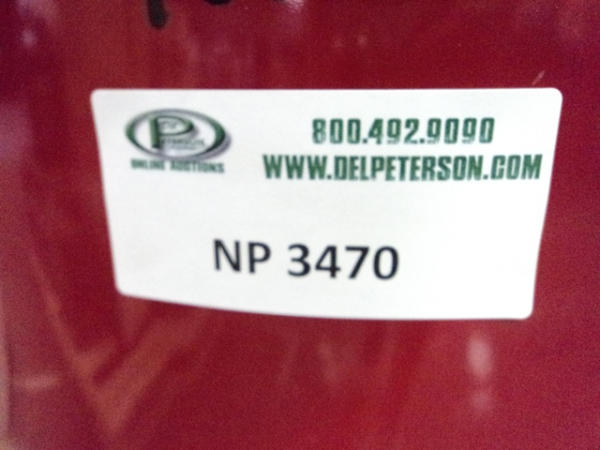 800.492.9090
WWW.DELPETERSON.COM
ONLINE AUCTIONS
NP 3470